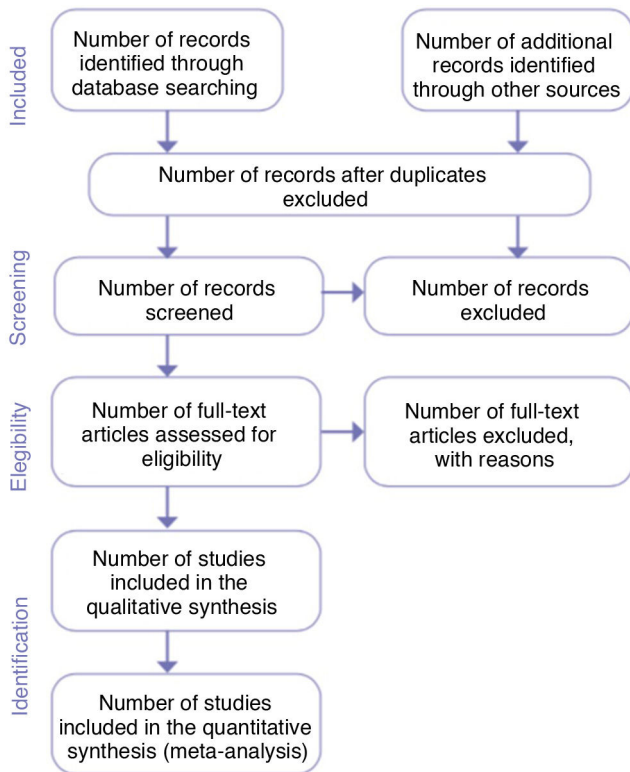 Included
Number of records
identified through
database searching
Number of additional
records identified
through other sources
Number of records after duplicates
excluded
Screening
Number of records
screened
Number of records
excluded
Elegibility
Number of full-text
articles assessed for
eligibility
Number of full-text
articles excluded,
with reasons
Identification
Number of studies
included in the
qualitative synthesis
Number of studies
included in the quantitative
synthesis (meta-analysis)